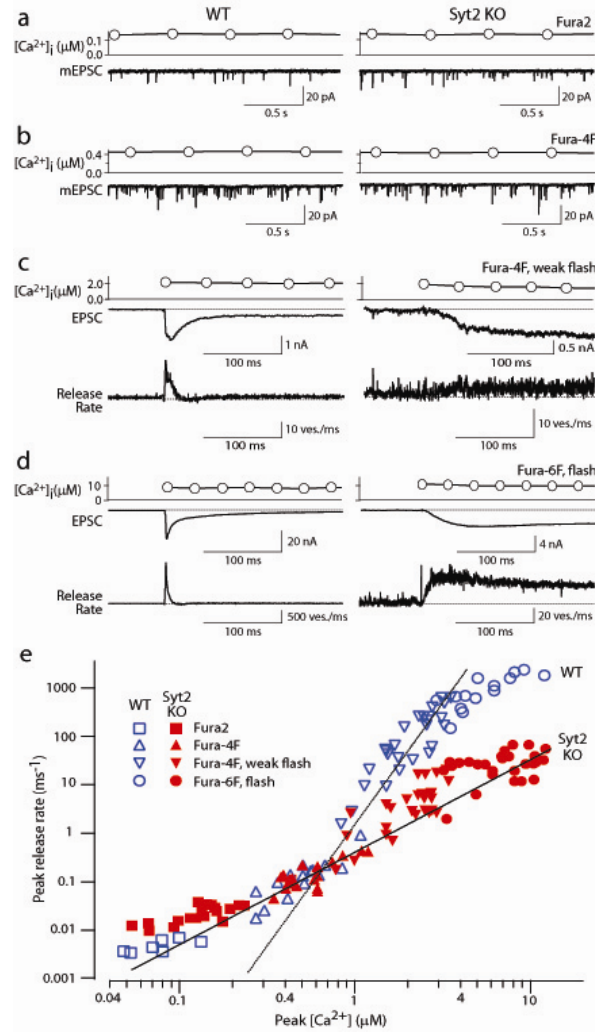 a WT Syt2 KO
Fura2
[Ca²⁺]i (μM) 0.1
0.0
mEPSC
20 pA 20 pA
0.5 s 0.5 s
b
Fura-4F
[Ca²⁺]i (μM) 0.4
0.0
mEPSC
20 pA 20 pA
0.5 s 0.5 s
c
Fura-4F, weak flash
[Ca²⁺]i(μM) 2.0
0.0
EPSC
1 nA 0.5 nA
100 ms 100 ms
Release
Rate
10 ves./ms 10 ves./ms
100 ms 100 ms
d
Fura-6F, flash
[Ca²⁺]i(μM) 10
0
EPSC
20 nA 4 nA
100 ms 100 ms
Release
Rate
500 ves./ms 20 ves./ms
100 ms 100 ms
e
WT Syt2
KO
Fura2
Fura-4F
Fura-4F, weak flash
Fura-6F, flash
WT
Syt2
KO
Peak release rate (ms⁻¹)
1000
100
10
1
0.1
0.01
0.001
0.04 0.1 0.4 1 4 10
Peak [Ca²⁺] (μM)